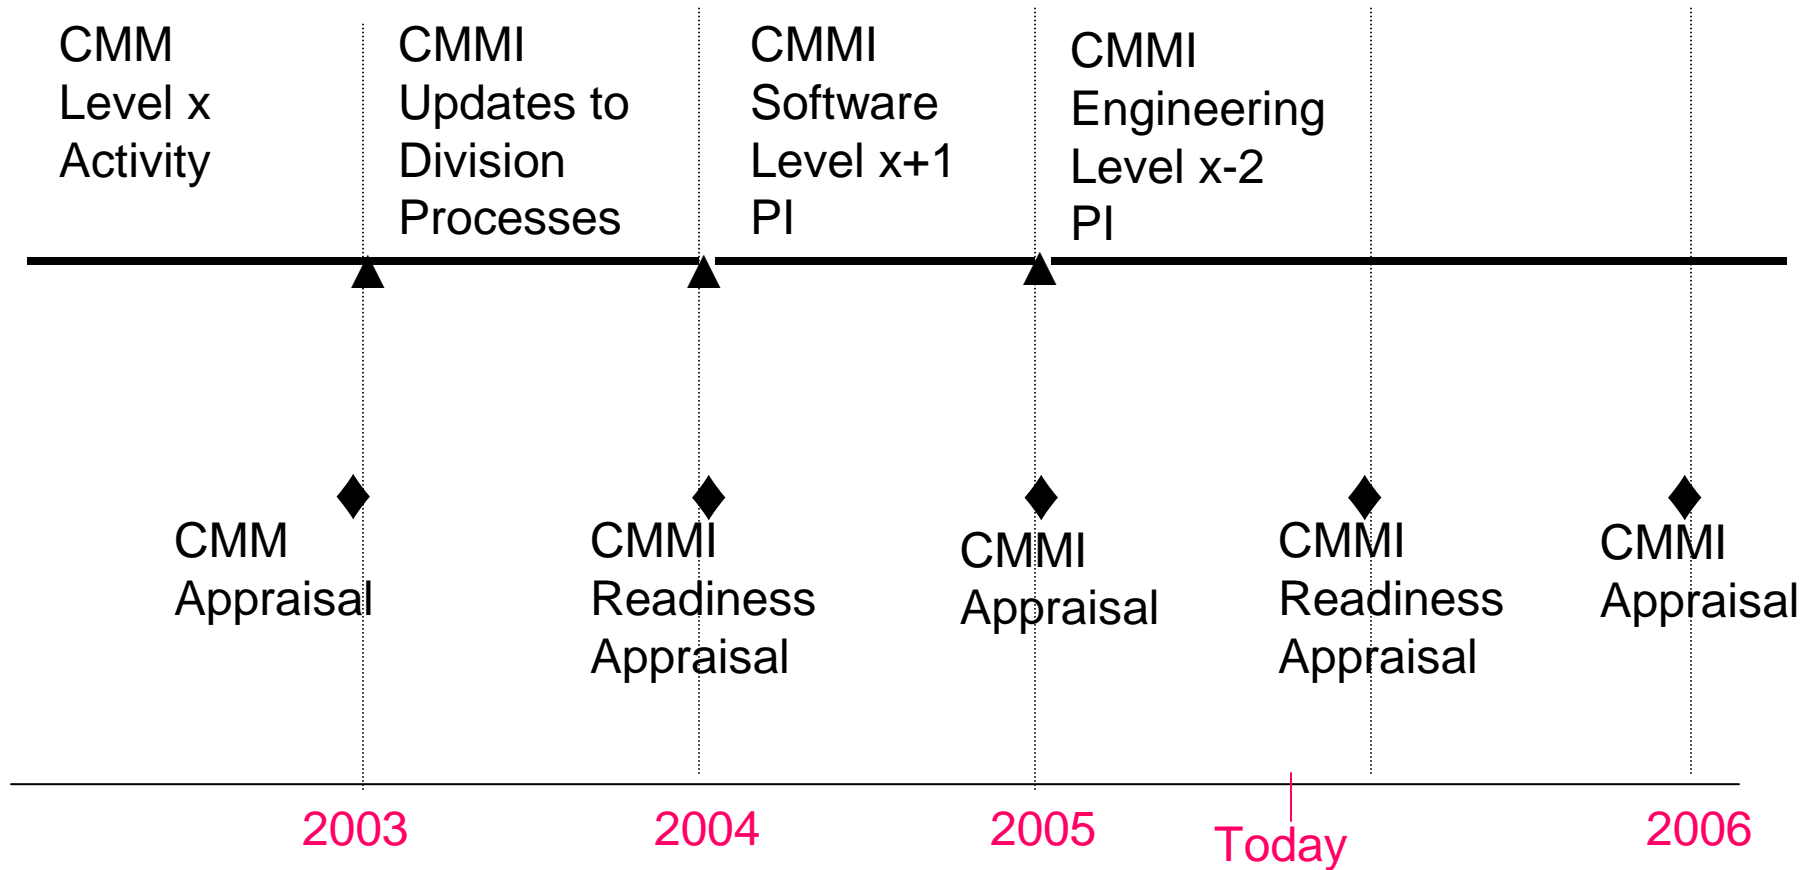 CMM
Level x
Activity
CMMI
Updates to
Division
Processes
CMMI
Software
Level x+1
PI
CMMI
Engineering
Level x-2
PI
CMM
Appraisal
CMMI
Readiness
Appraisal
CMMI
Appraisal
CMMI
Readiness
Appraisal
CMMI
Appraisal
2003
2004
2005
Today
2006